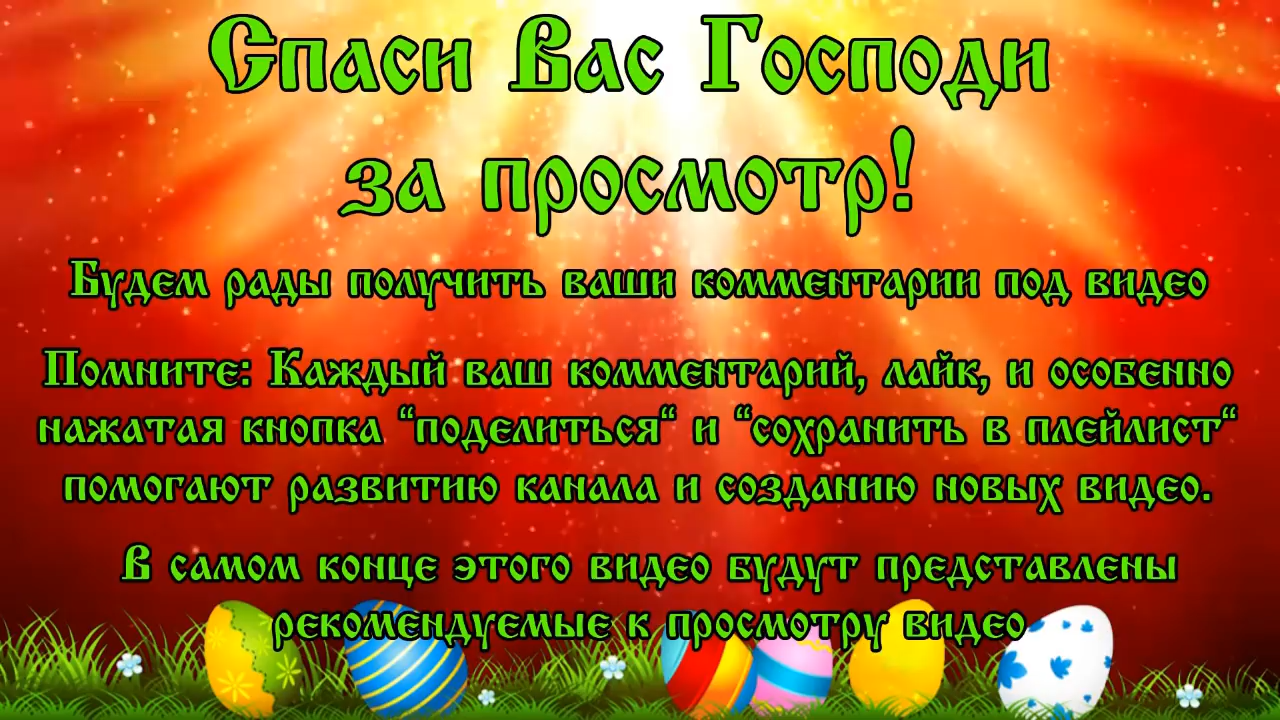 Спаси Вас Господи
за просмотр!
Будем рады получить ваши комментарии под видео
Помните: Каждый ваш комментарий, лайк, и особенно
нажатая кнопка “поделиться“ и “сохранить в плейлист“
помогают развитию канала и созданию новых видео.
В самом конце этого видео будут представлены
рекомендуемые к просмотру видео